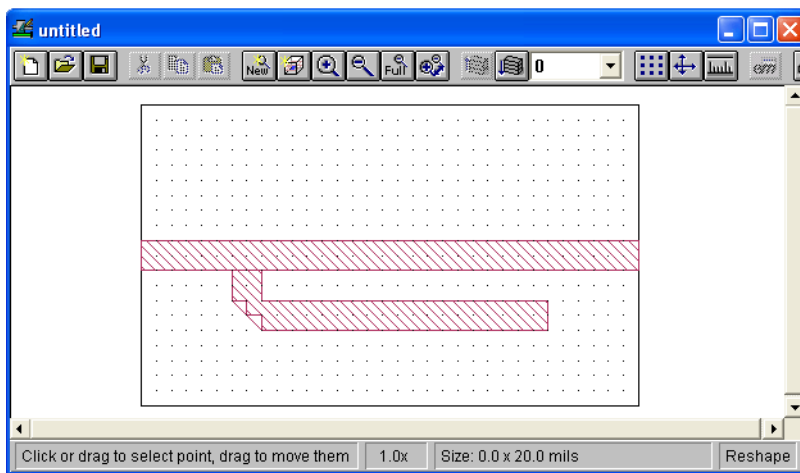 untitled
New Full 0 em
Click or drag to select point, drag to move them 1.0x Size: 0.0 x 20.0 mils Reshape